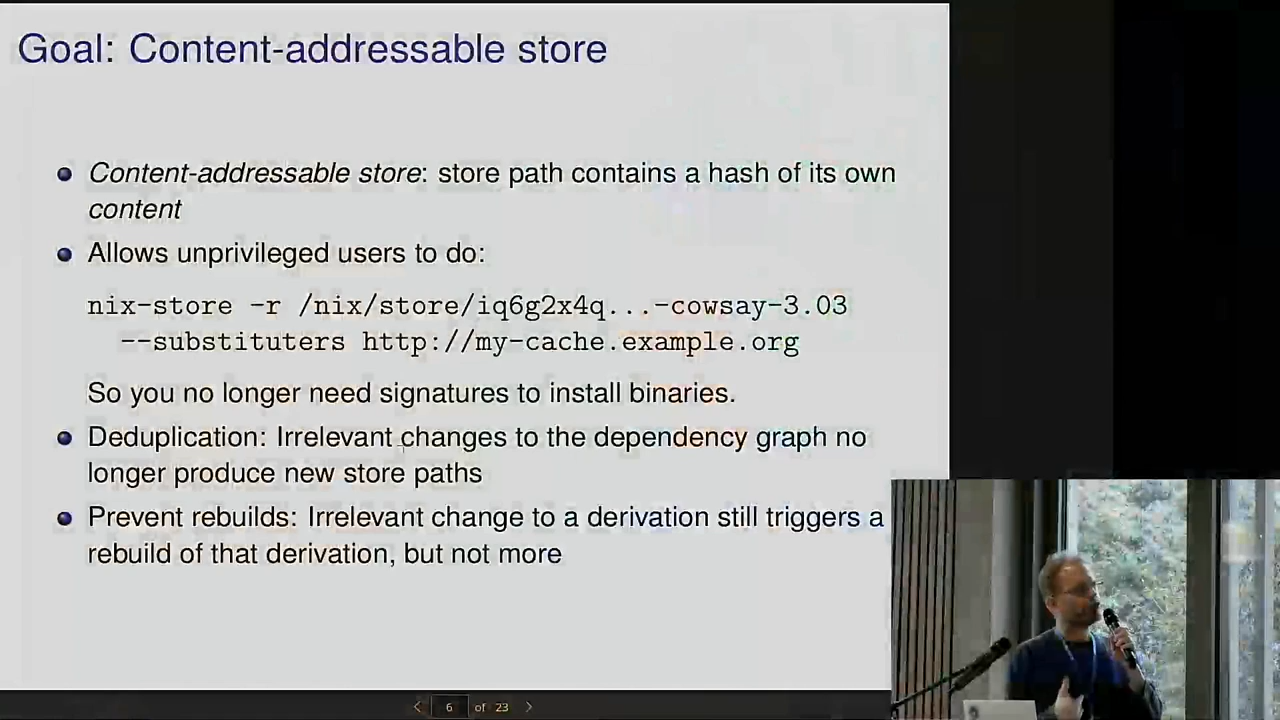 Goal: Content-addressable store
Content-addressable store: store path contains a hash of its own
content
Allows unprivileged users to do:
nix-store -r /nix/store/iq6g2x4q...-cowsay-3.03
--substituters http://my-cache.example.org
So you no longer need signatures to install binaries.
Deduplication: Irrelevant changes to the dependency graph no
longer produce new store paths
Prevent rebuilds: Irrelevant change to a derivation still triggers a
rebuild of that derivation, but not more
6 of 23